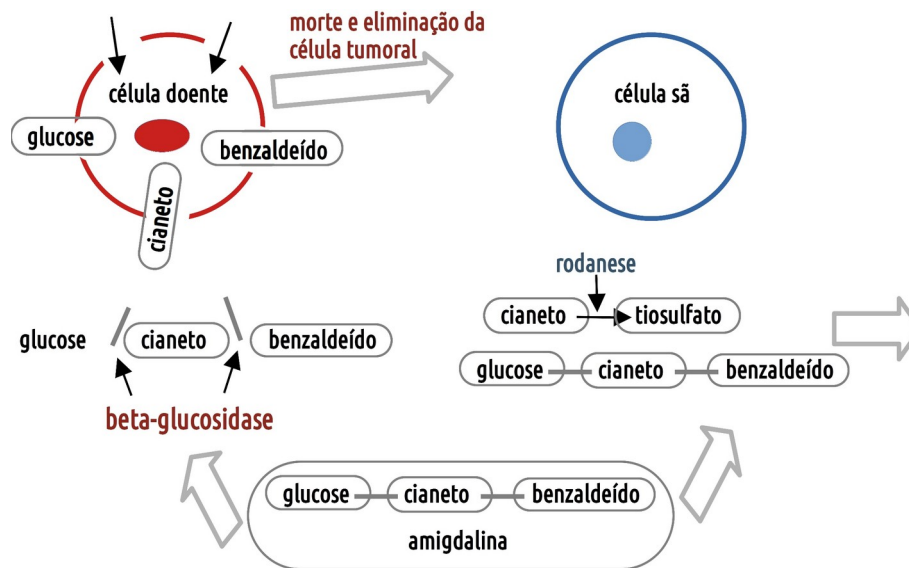 morte e eliminação da
célula tumoral
célula doente
glucose
benzaldeído
cianeto
célula sã
rodanese
cianeto
tiosulfato
glucose
cianeto
benzaldeído
glucose
cianeto
benzaldeído
beta-glucosidase
glucose
cianeto
benzaldeído
amigdalina